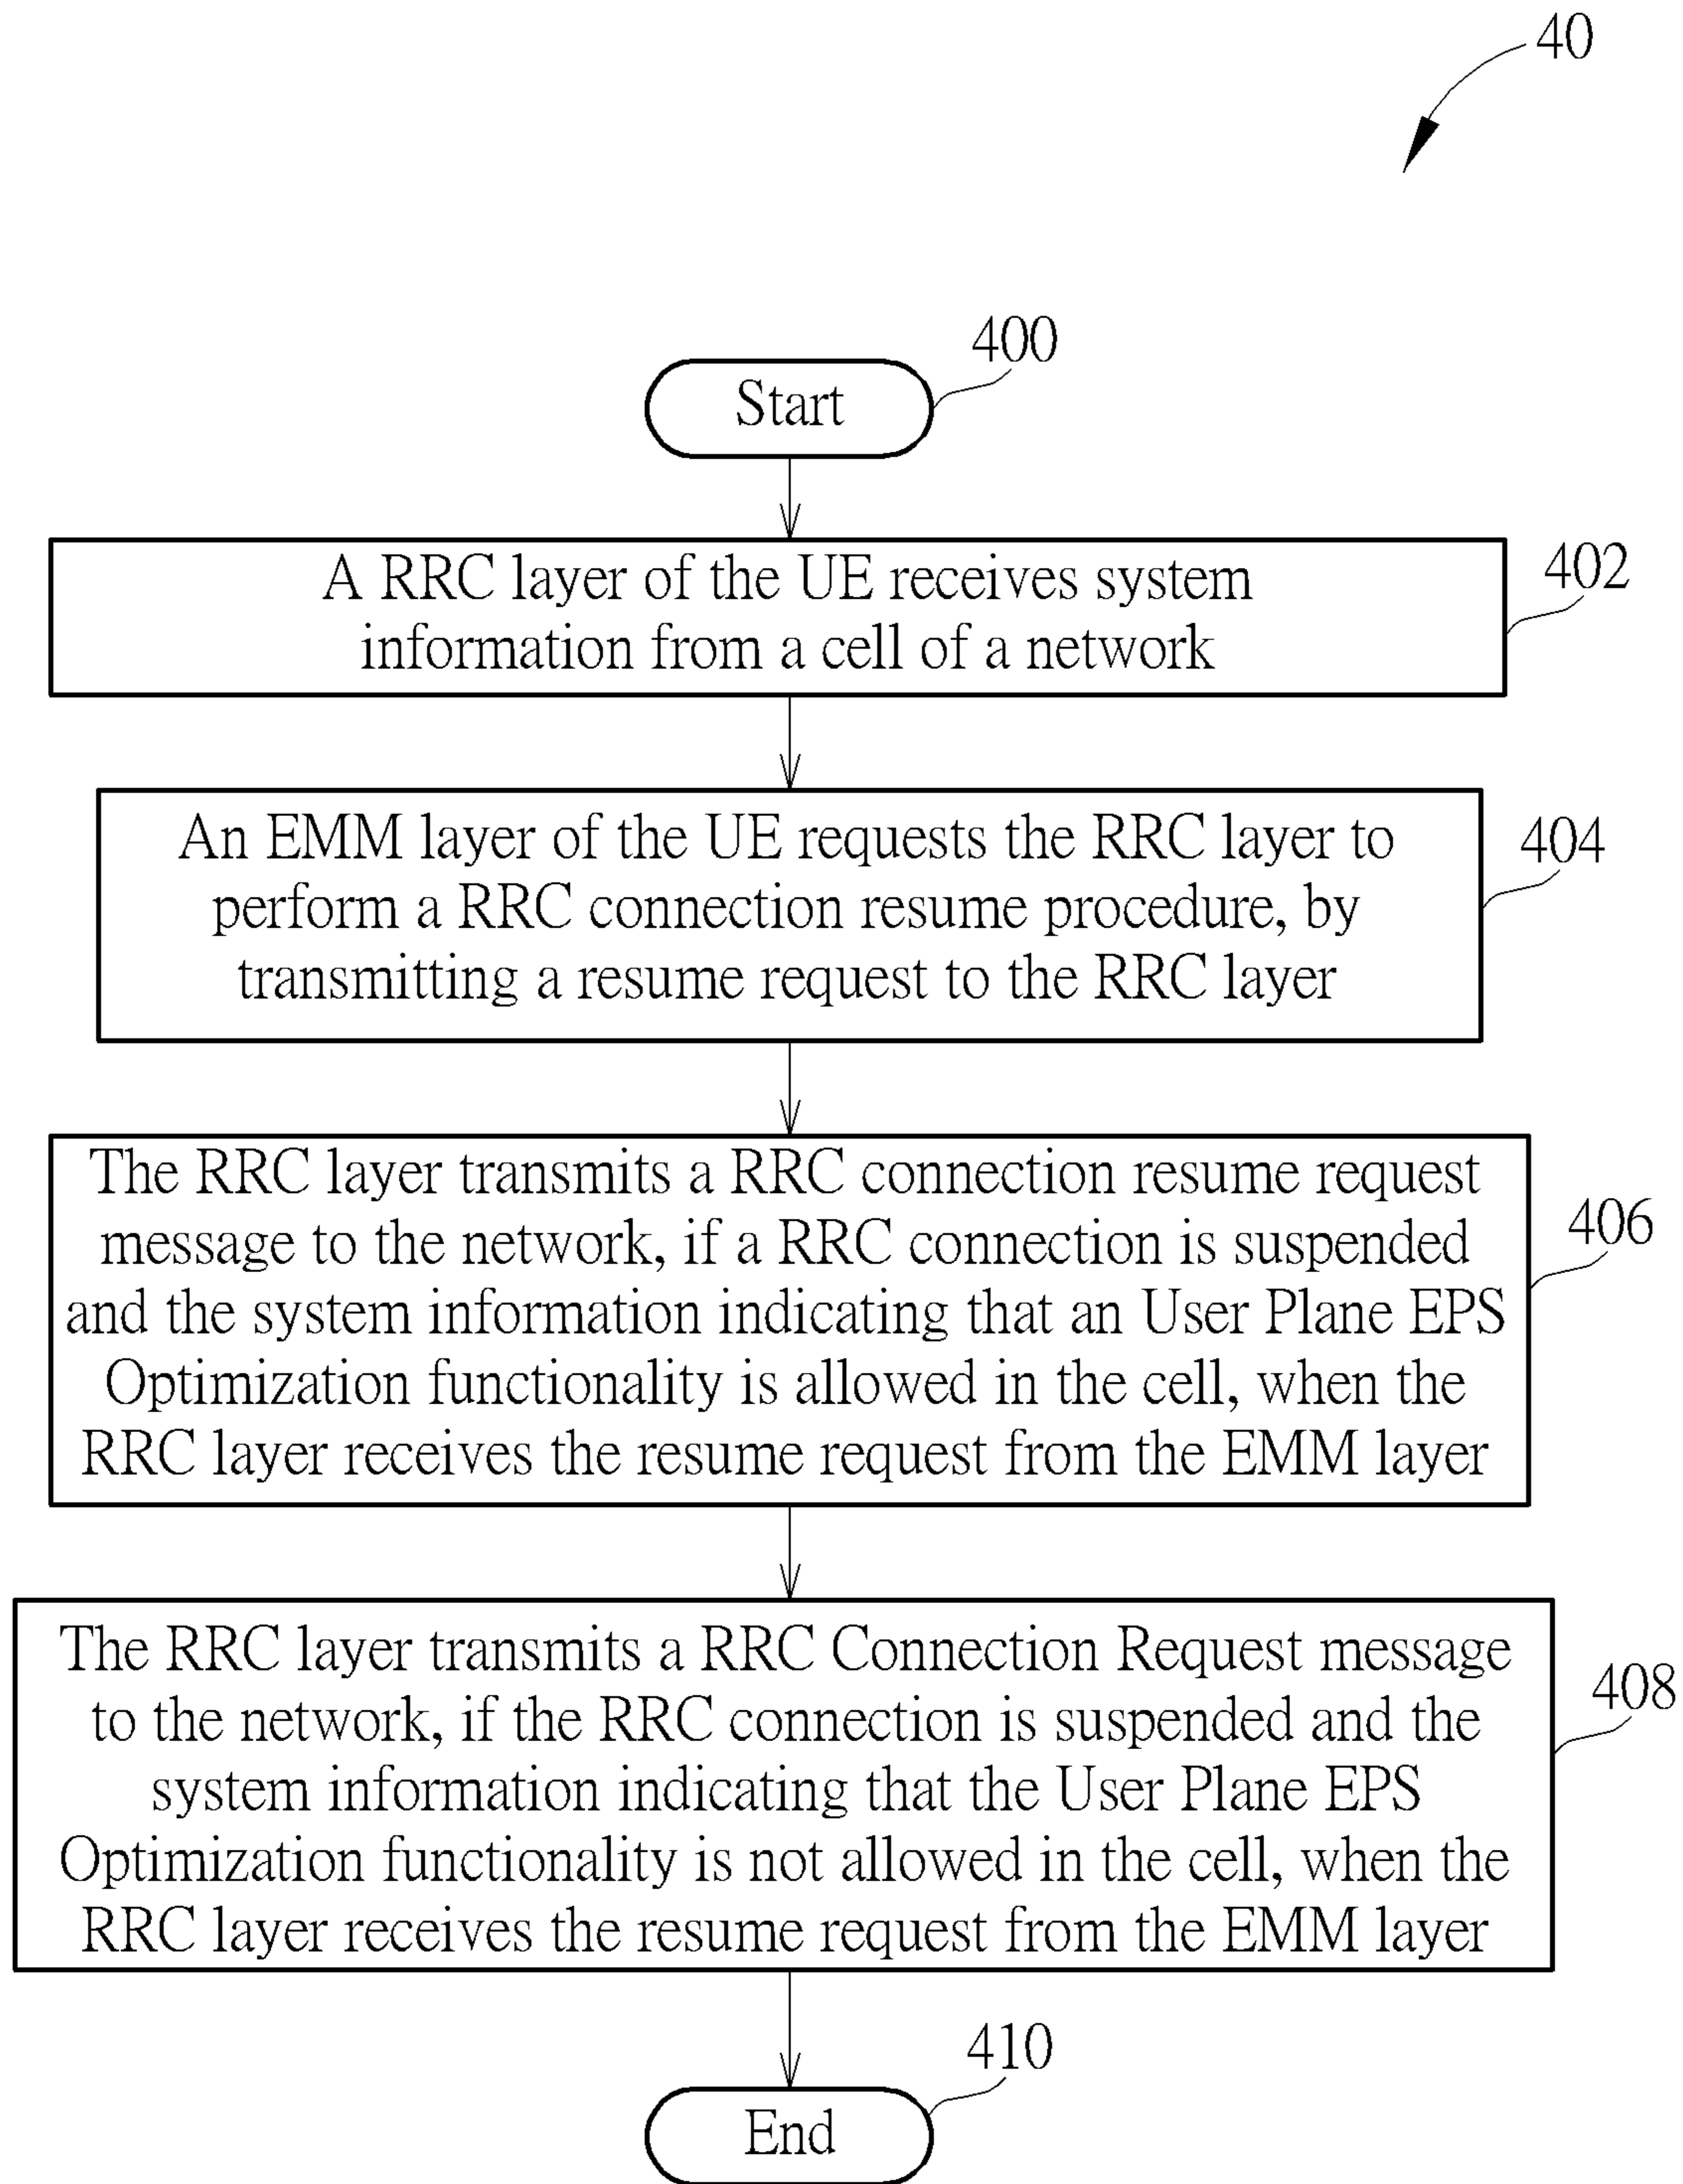 40
400
Start
402
A RRC layer of the UE receives system
information from a cell of a network
404
An EMM layer of the UE requests the RRC layer to
perform a RRC connection resume procedure, by
transmitting a resume request to the RRC layer
406
The RRC layer transmits a RRC connection resume request
message to the network, if a RRC connection is suspended
and the system information indicating that an User Plane EPS
Optimization functionality is allowed in the cell, when the
RRC layer receives the resume request from the EMM layer
408
The RRC layer transmits a RRC Connection Request message
to the network, if the RRC connection is suspended and the
system information indicating that the User Plane EPS
Optimization functionality is not allowed in the cell, when the
RRC layer receives the resume request from the EMM layer
410
End